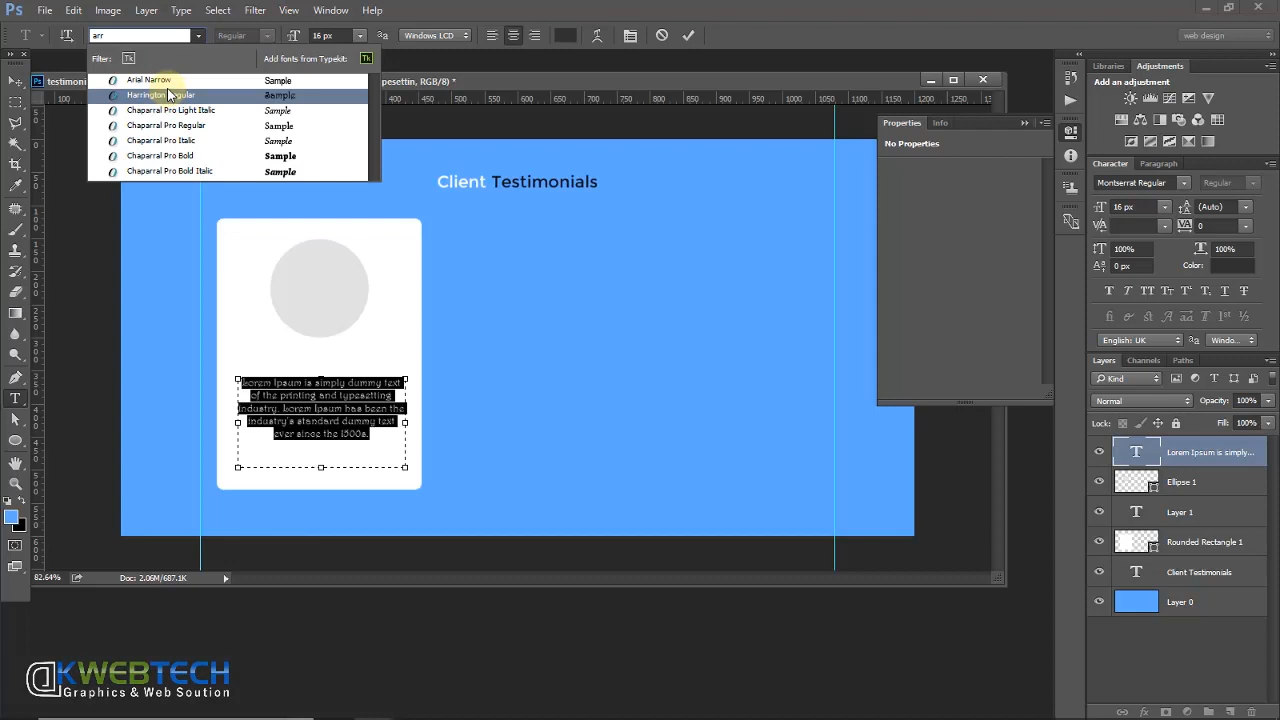 File Edit Image Layer Type Select Filter View Window Help
arr Regular 16 px aa Windows LCD web design
Filter: Tk Add fonts from Typekit: Tk
Arial Narrow Sample
Harrington Regular Sample
Chaparral Pro Light Italic Sample
Chaparral Pro Regular Sample
Chaparral Pro Italic Sample
Chaparral Pro Bold Sample
Chaparral Pro Bold Italic Sample
Client Testimonials
Lorem Ipsum is simply dummy text
of the printing and typesetting
industry. Lorem Ipsum has been the
industry's standard dummy text
ever since the 1500s.
82.64% Doc: 2.06M/687.1K
Properties Info
No Properties
Libraries Adjustments
Add an adjustment
Character Paragraph
Montserrat Regular Regular
16 px (Auto)
0
100% 100%
0 px Color:
English: UK
Layers Channels Paths
Kind
Normal Opacity: 100%
Lock: Fill: 100%
Lorem Ipsum is simply...
Ellipse 1
Layer 1
Rounded Rectangle 1
Client Testimonials
Layer 0
KWEBTECH
Graphics & Web Soution